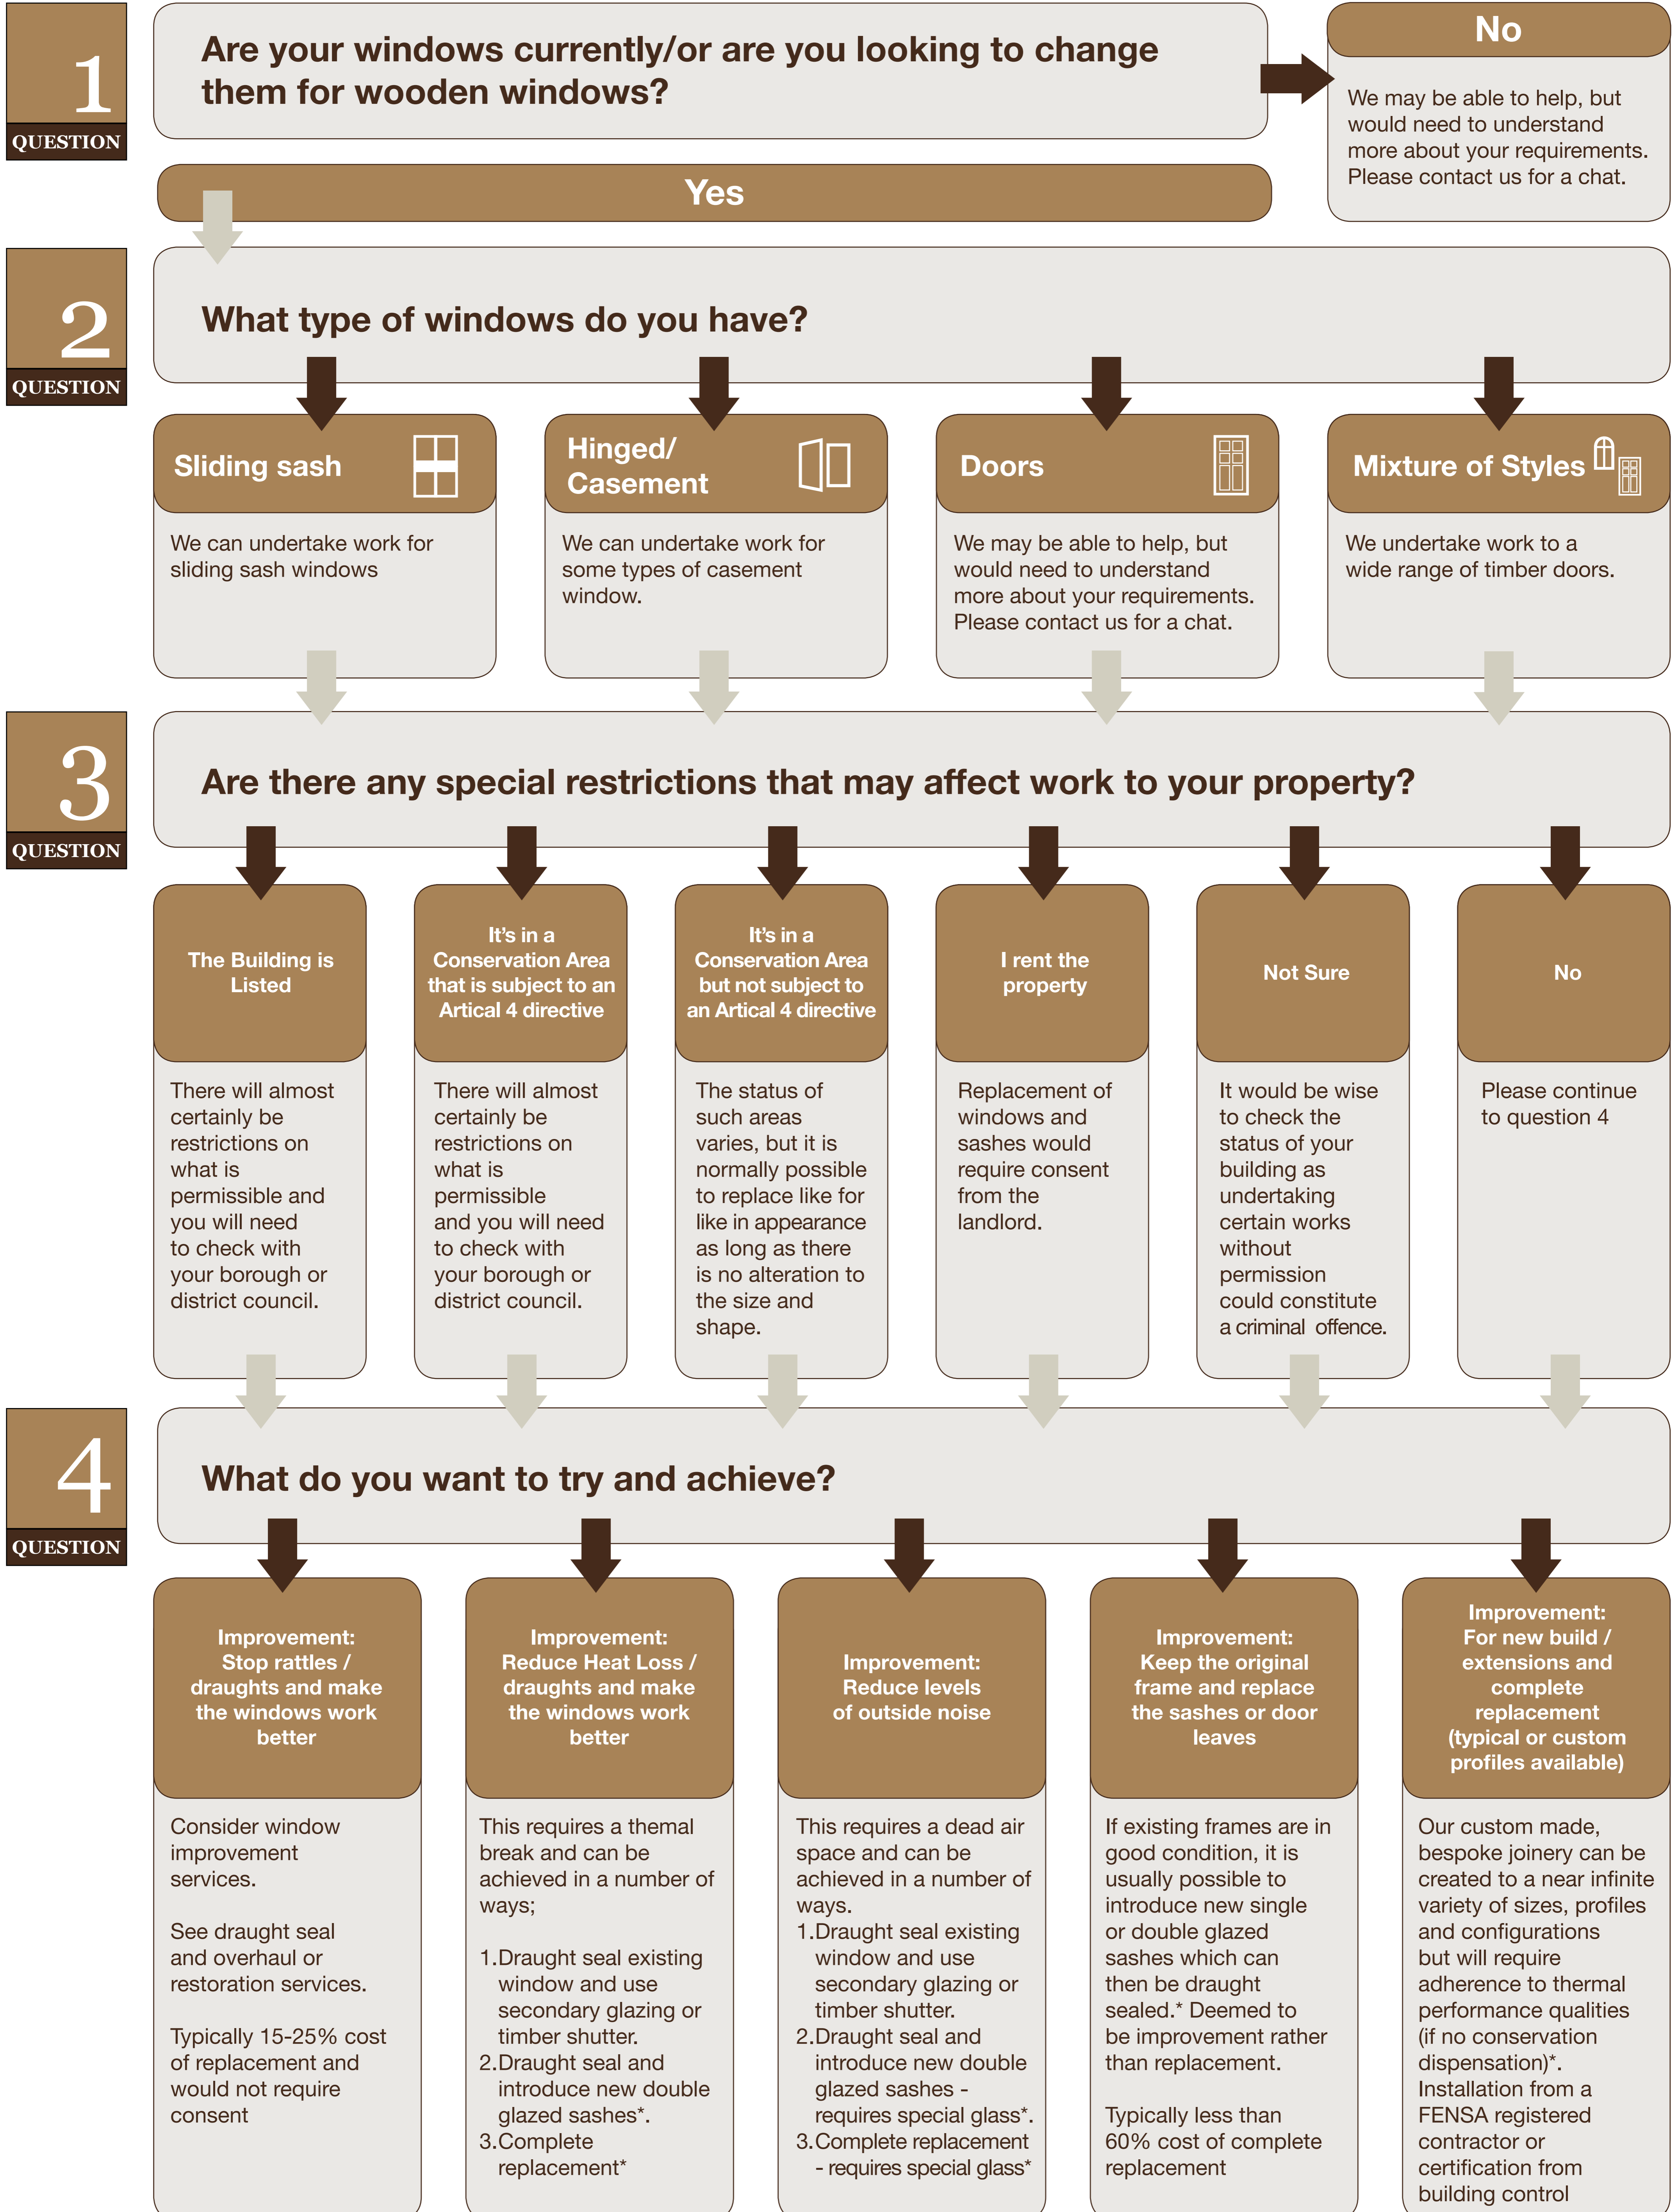 1
QUESTION
Are your windows currently/or are you looking to change
them for wooden windows?
No
We may be able to help, but
would need to understand
more about your requirements.
Please contact us for a chat.
Yes
2
QUESTION
What type of windows do you have?
Sliding sash
We can undertake work for
sliding sash windows
Hinged/
Casement
We can undertake work for
some types of casement
window.
Doors
We may be able to help, but
would need to understand
more about your requirements.
Please contact us for a chat.
Mixture of Styles
We undertake work to a
wide range of timber doors.
3
QUESTION
Are there any special restrictions that may affect work to your property?
The Building is
Listed
There will almost
certainly be
restrictions on
what is
permissible and
you will need
to check with
your borough or
district council.
It's in a
Conservation Area
that is subject to an
Artical 4 directive
There will almost
certainly be
restrictions on
what is
permissible
and you will need
to check with
your borough or
district council.
It's in a
Conservation Area
but not subject to
an Artical 4 directive
The status of
such areas
varies, but it is
normally possible
to replace like for
like in appearance
as long as there
is no alteration to
the size and
shape.
I rent the
property
Replacement of
windows and
sashes would
require consent
from the
landlord.
Not Sure
It would be wise
to check the
status of your
building as
undertaking
certain works
without
permission
could constitute
a criminal offence.
No
Please continue
to question 4
4
QUESTION
What do you want to try and achieve?
Improvement:
Stop rattles /
draughts and make
the windows work
better
Consider window
improvement
services.
See draught seal
and overhaul or
restoration services.
Typically 15-25% cost
of replacement and
would not require
consent
Improvement:
Reduce Heat Loss /
draughts and make
the windows work
better
This requires a themal
break and can be
achieved in a number of
ways;
1.Draught seal existing
window and use
secondary glazing or
timber shutter.
2.Draught seal and
introduce new double
glazed sashes*.
3.Complete
replacement*
Improvement:
Reduce levels
of outside noise
This requires a dead air
space and can be
achieved in a number of
ways.
1.Draught seal existing
window and use
secondary glazing or
timber shutter.
2.Draught seal and
introduce new double
glazed sashes -
requires special glass*.
3.Complete replacement
- requires special glass*
Improvement:
Keep the original
frame and replace
the sashes or door
leaves
If existing frames are in
good condition, it is
usually possible to
introduce new single
or double glazed
sashes which can
then be draught
sealed.* Deemed to
be improvement rather
than replacement.
Typically less than
60% cost of complete
replacement
Improvement:
For new build /
extensions and
complete
replacement
(typical or custom
profiles available)
Our custom made,
bespoke joinery can be
created to a near infinite
variety of sizes, profiles
and configurations
but will require
adherence to thermal
performance qualities
(if no conservation
dispensation)*.
Installation from a
FENSA registered
contractor or
certification from
building control